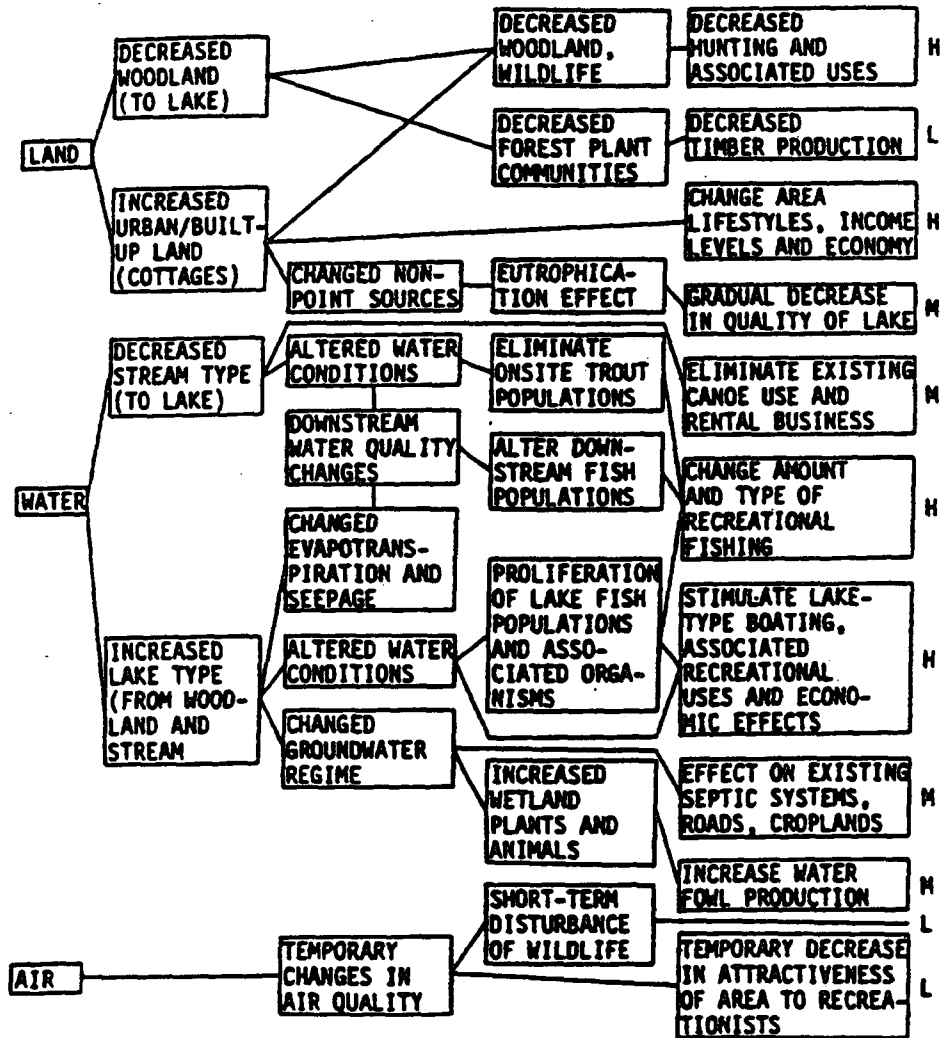 LAND
DECREASED
WOODLAND
(TO LAKE)
INCREASED
URBAN/BUILT-
UP LAND
(COTTAGES)
DECREASED
WOODLAND,
WILDLIFE
DECREASED
HUNTING AND
ASSOCIATED USES
H
DECREASED
FOREST PLANT
COMMUNITIES
DECREASED
TIMBER PRODUCTION
L
CHANGE AREA
LIFESTYLES, INCOME
LEVELS AND ECONOMY
H
CHANGED NON-
POINT SOURCES
EUTROPHICA-
TION EFFECT
GRADUAL DECREASE
IN QUALITY OF LAKE
M
WATER
DECREASED
STREAM TYPE
(TO LAKE)
ALTERED WATER
CONDITIONS
ELIMINATE
ONSITE TROUT
POPULATIONS
ELIMINATE EXISTING
CANOE USE AND
RENTAL BUSINESS
M
DOWNSTREAM
WATER QUALITY
CHANGES
ALTER DOWN-
STREAM FISH
POPULATIONS
CHANGE AMOUNT
AND TYPE OF
RECREATIONAL
FISHING
H
CHANGED
EVAPOTRANS-
PIRATION AND
SEEPAGE
INCREASED
LAKE TYPE
(FROM WOOD-
LAND AND
STREAM
ALTERED WATER
CONDITIONS
PROLIFERATION
OF LAKE FISH
POPULATIONS
AND ASSO-
CIATED ORGA-
NISMS
STIMULATE LAKE-
TYPE BOATING,
ASSOCIATED
RECREATIONAL
USES AND ECONO-
MIC EFFECTS
H
CHANGED
GROUNDWATER
REGIME
INCREASED
WETLAND
PLANTS AND
ANIMALS
EFFECT ON EXISTING
SEPTIC SYSTEMS,
ROADS, CROPLANDS
M
INCREASE WATER
FOWL PRODUCTION
M
AIR
TEMPORARY
CHANGES IN
AIR QUALITY
SHORT-TERM
DISTURBANCE
OF WILDLIFE
L
TEMPORARY DECREASE
IN ATTRACTIVENESS
OF AREA TO RECREA-
TIONISTS
L